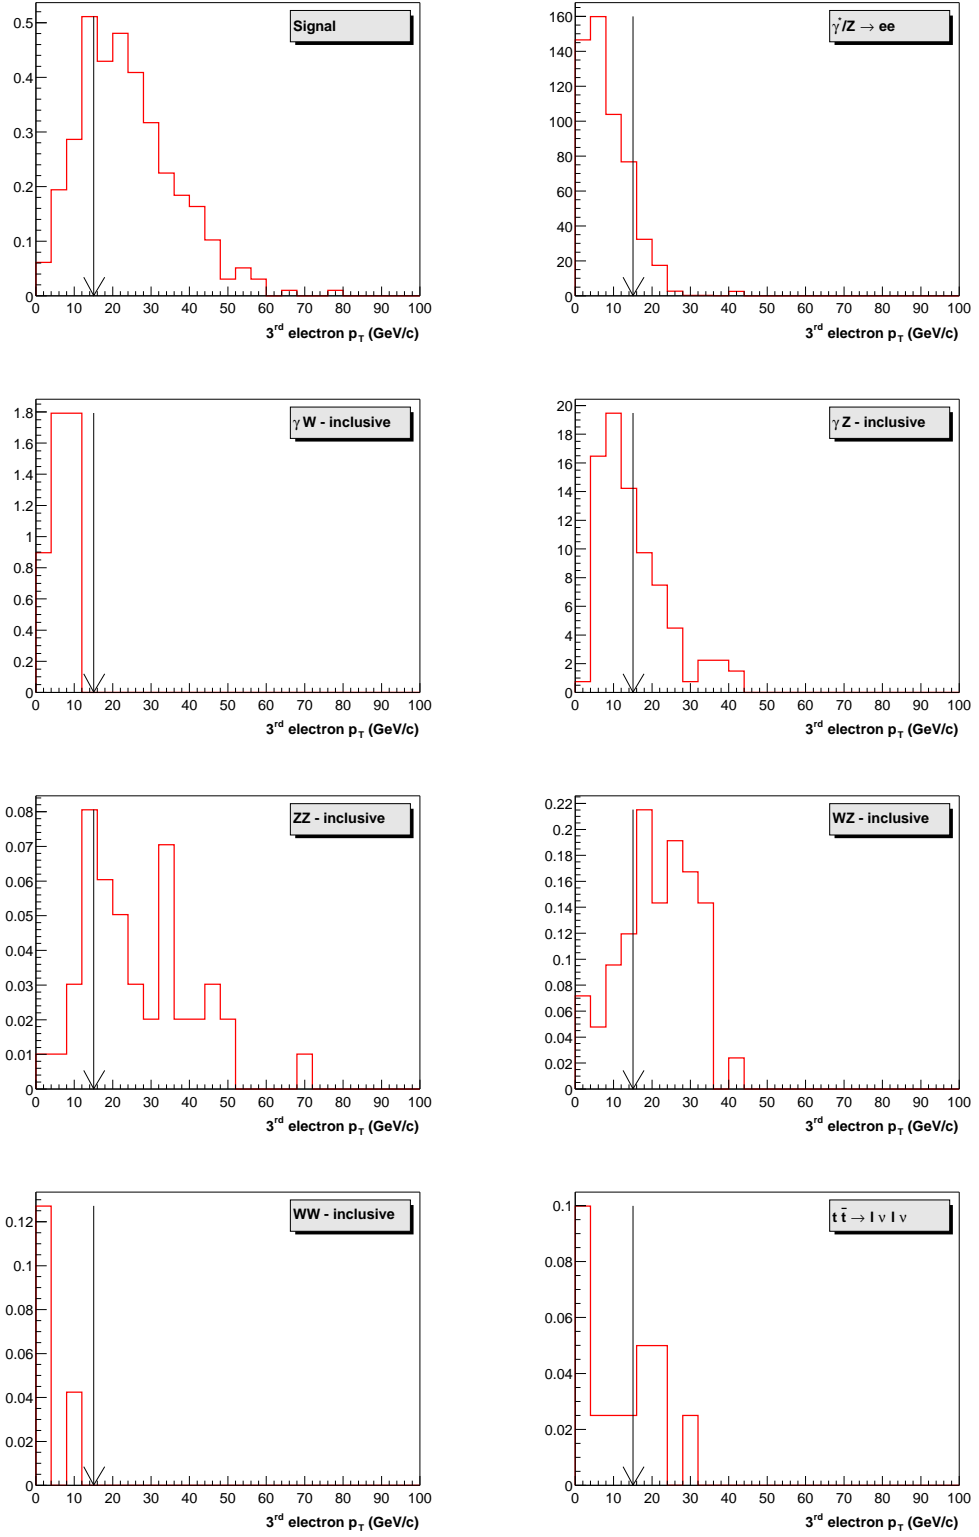 Signal
0.5
0.4
0.3
0.2
0.1
0
0 10 20 30 40 50 60 70 80 90 100
3rd electron pT (GeV/c)
γ*/Z → ee
160
140
120
100
80
60
40
20
0
0 10 20 30 40 50 60 70 80 90 100
3rd electron pT (GeV/c)
γ W - inclusive
1.8
1.6
1.4
1.2
1
0.8
0.6
0.4
0.2
0
0 10 20 30 40 50 60 70 80 90 100
3rd electron pT (GeV/c)
γ Z - inclusive
20
18
16
14
12
10
8
6
4
2
0
0 10 20 30 40 50 60 70 80 90 100
3rd electron pT (GeV/c)
ZZ - inclusive
0.08
0.07
0.06
0.05
0.04
0.03
0.02
0.01
0
0 10 20 30 40 50 60 70 80 90 100
3rd electron pT (GeV/c)
WZ - inclusive
0.22
0.2
0.18
0.16
0.14
0.12
0.1
0.08
0.06
0.04
0.02
0
0 10 20 30 40 50 60 70 80 90 100
3rd electron pT (GeV/c)
WW - inclusive
0.12
0.1
0.08
0.06
0.04
0.02
0
0 10 20 30 40 50 60 70 80 90 100
3rd electron pT (GeV/c)
t t̄ → l ν l ν
0.1
0.08
0.06
0.04
0.02
0
0 10 20 30 40 50 60 70 80 90 100
3rd electron pT (GeV/c)